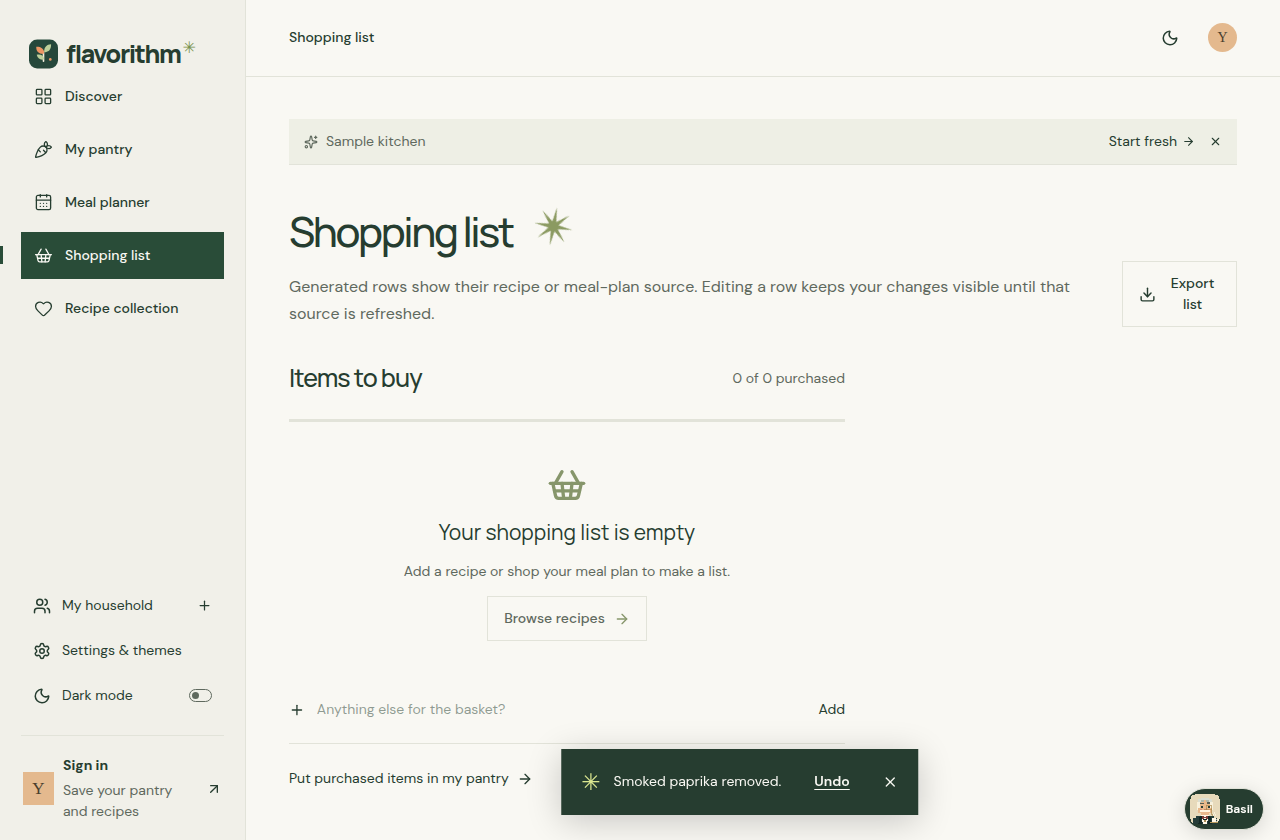 flavorithm
Discover
My pantry
Meal planner
Shopping list
Recipe collection
My household
Settings & themes
Dark mode
Y
Sign in
Save your pantry
and recipes
Shopping list
Y
Sample kitchen
Start fresh
Shopping list
Generated rows show their recipe or meal-plan source. Editing a row keeps your changes visible until that
source is refreshed.
Export
list
Items to buy
0 of 0 purchased
Your shopping list is empty
Add a recipe or shop your meal plan to make a list.
Browse recipes
Anything else for the basket?
Add
Put purchased items in my pantry
Smoked paprika removed.
Undo
Basil